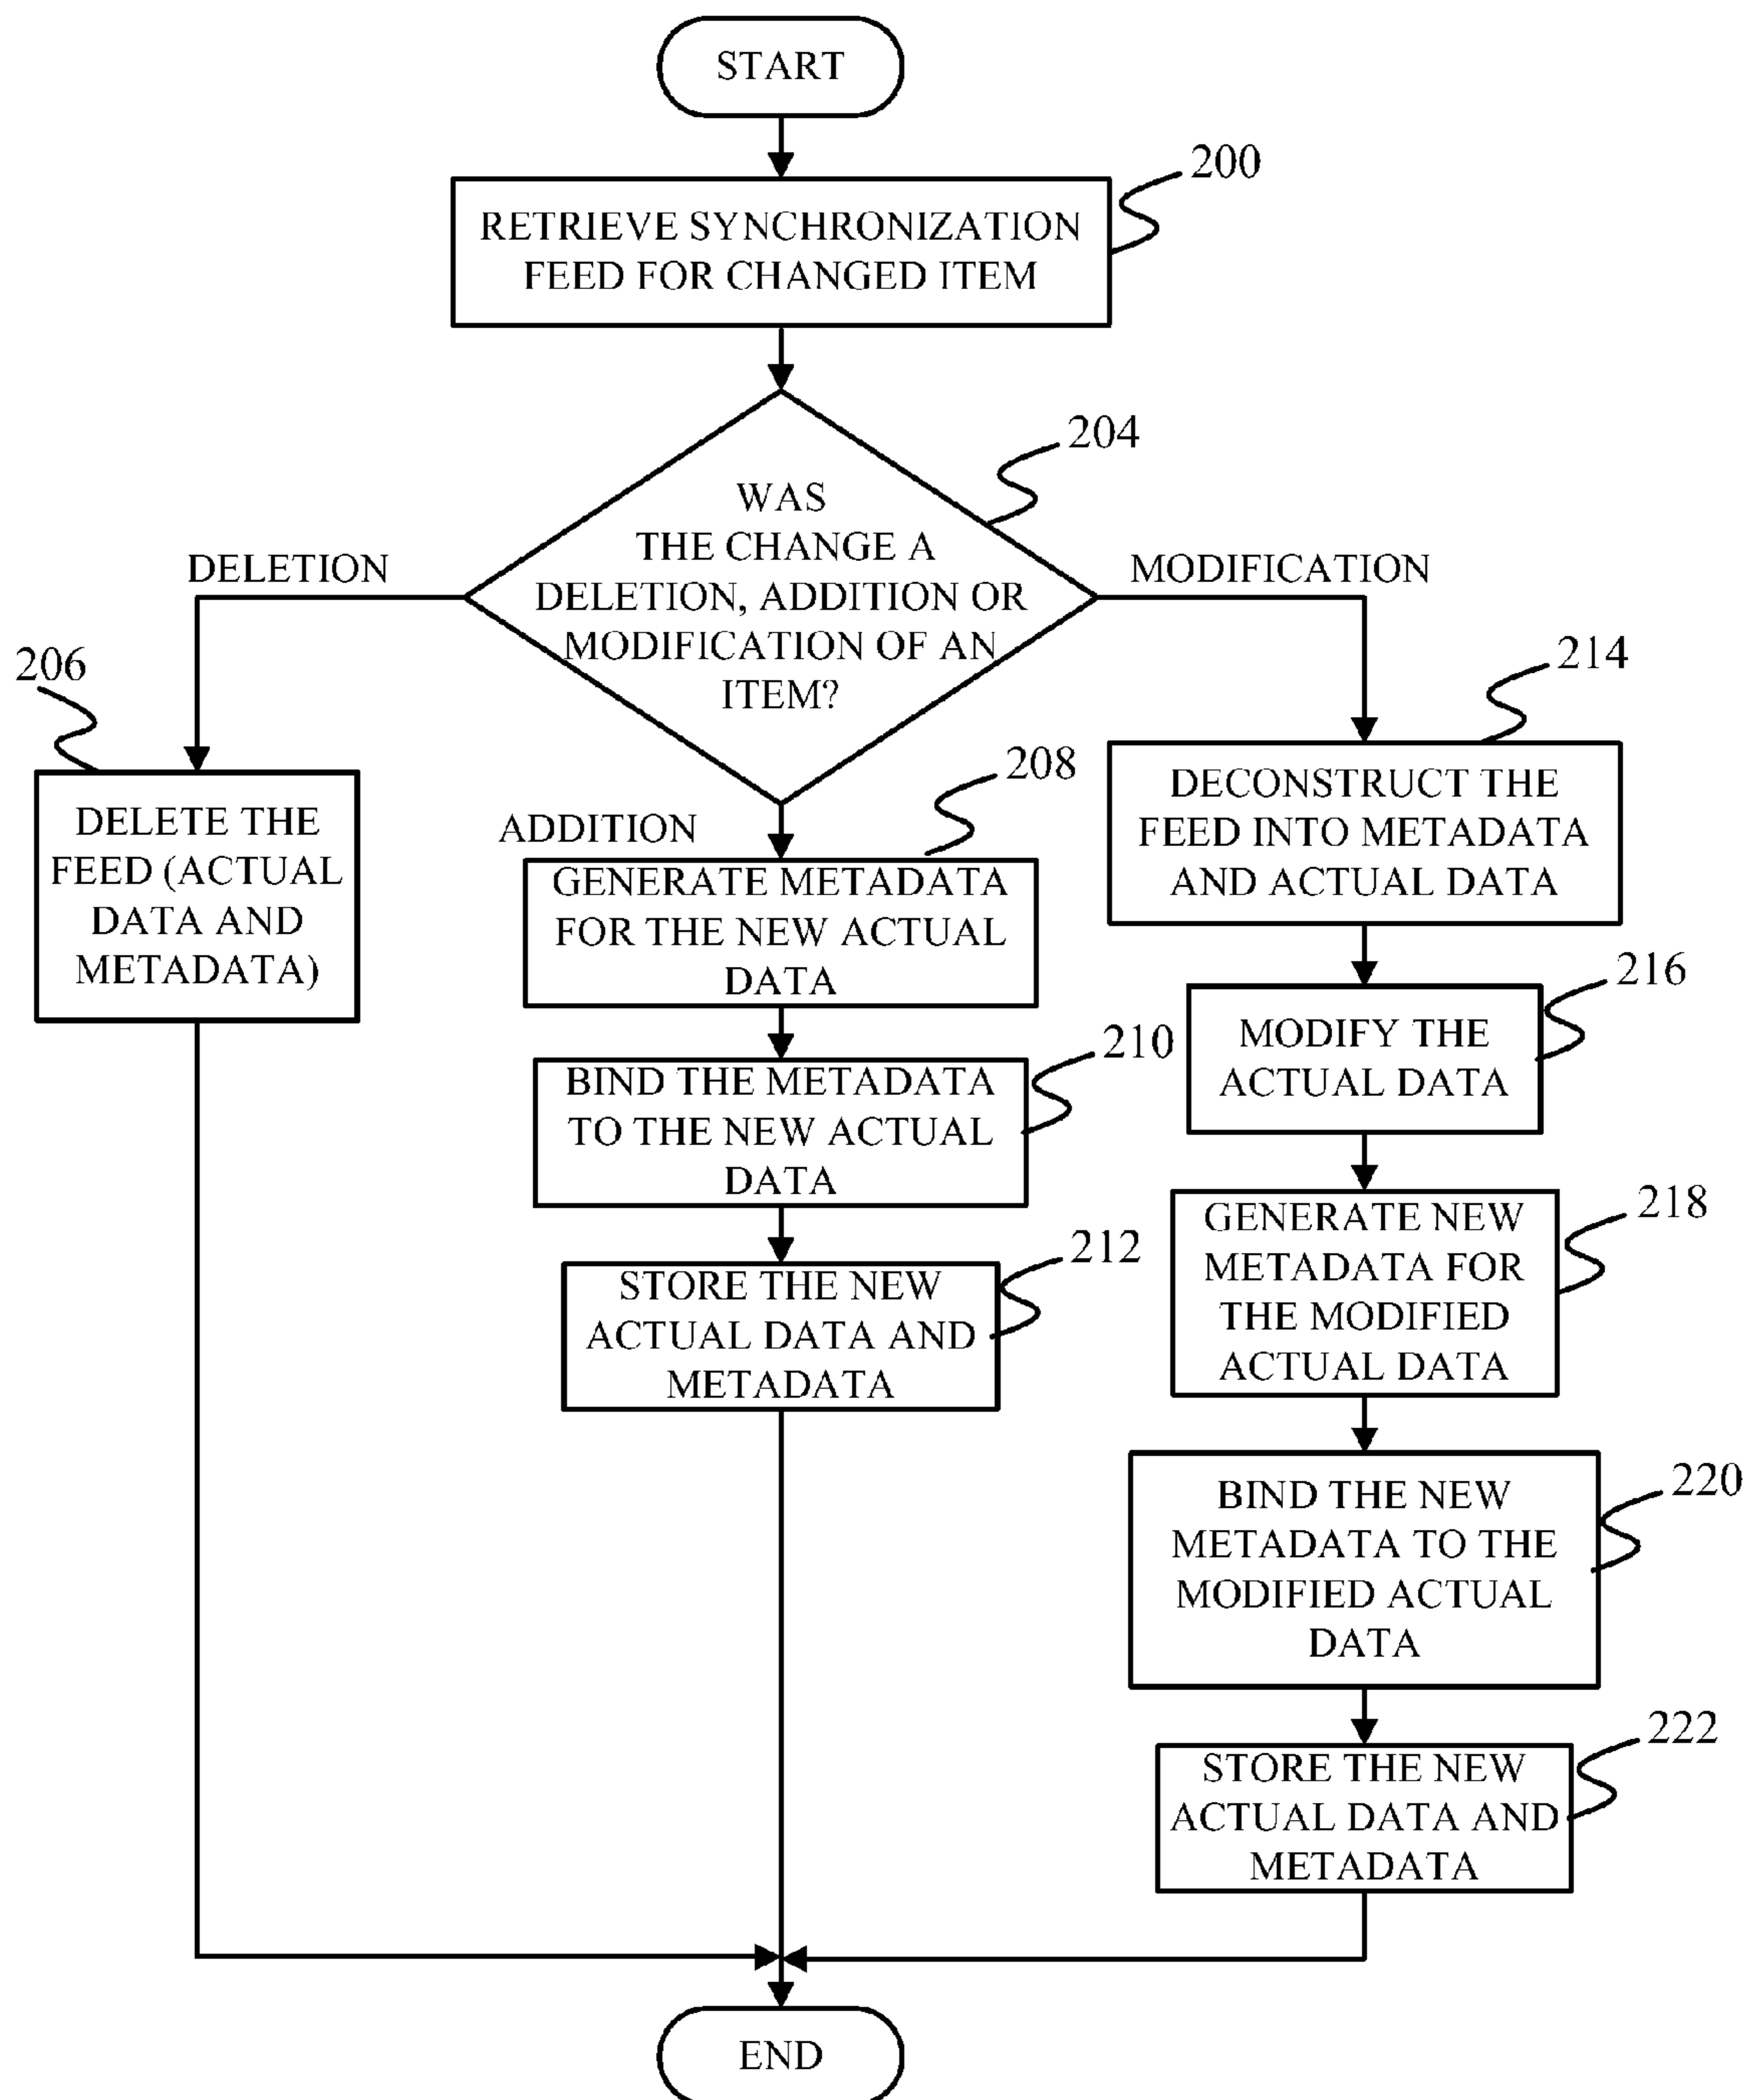 START
200
RETRIEVE SYNCHRONIZATION
FEED FOR CHANGED ITEM
204
WAS
THE CHANGE A
DELETION, ADDITION OR
MODIFICATION OF AN
ITEM?
DELETION
MODIFICATION
ADDITION
206
DELETE THE
FEED (ACTUAL
DATA AND
METADATA)
208
GENERATE METADATA
FOR THE NEW ACTUAL
DATA
210
BIND THE METADATA
TO THE NEW ACTUAL
DATA
212
STORE THE NEW
ACTUAL DATA AND
METADATA
214
DECONSTRUCT THE
FEED INTO METADATA
AND ACTUAL DATA
216
MODIFY THE
ACTUAL DATA
218
GENERATE NEW
METADATA FOR
THE MODIFIED
ACTUAL DATA
220
BIND THE NEW
METADATA TO THE
MODIFIED ACTUAL
DATA
222
STORE THE NEW
ACTUAL DATA AND
METADATA
END